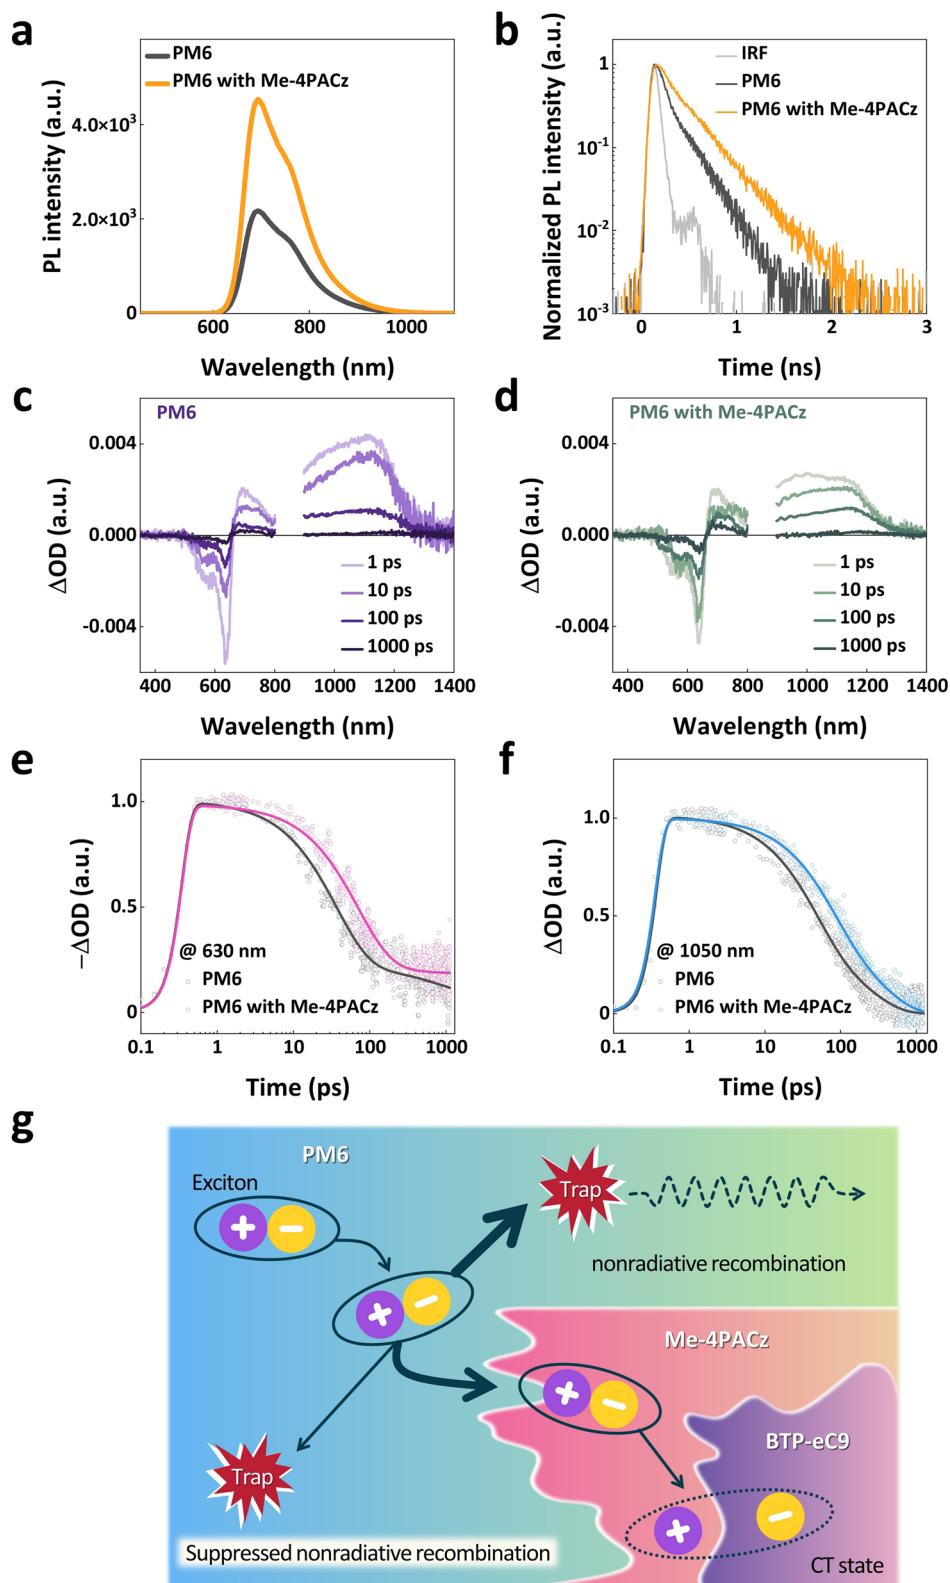 a
PM6
PM6 with Me-4PACz
PL intensity (a.u.)
4.0×10³
2.0×10³
0
600
800
1000
Wavelength (nm)
b
IRF
PM6
PM6 with Me-4PACz
Normalized PL intensity (a.u.)
1
10⁻¹
10⁻²
10⁻³
0
1
2
3
Time (ns)
c
PM6
ΔOD (a.u.)
0.004
0.000
-0.004
1 ps
10 ps
100 ps
1000 ps
400 600 800 1000 1200 1400
Wavelength (nm)
d
PM6 with Me-4PACz
ΔOD (a.u.)
0.004
0.000
-0.004
1 ps
10 ps
100 ps
1000 ps
400 600 800 1000 1200 1400
Wavelength (nm)
e
−ΔOD (a.u.)
1.0
0.5
0
@ 630 nm
PM6
PM6 with Me-4PACz
0.1 1 10 100 1000
Time (ps)
f
ΔOD (a.u.)
1.0
0.5
0
@ 1050 nm
PM6
PM6 with Me-4PACz
0.1 1 10 100 1000
Time (ps)
g
PM6
Exciton
Trap
nonradiative recombination
Me-4PACz
BTP-eC9
Trap
Suppressed nonradiative recombination
CT state